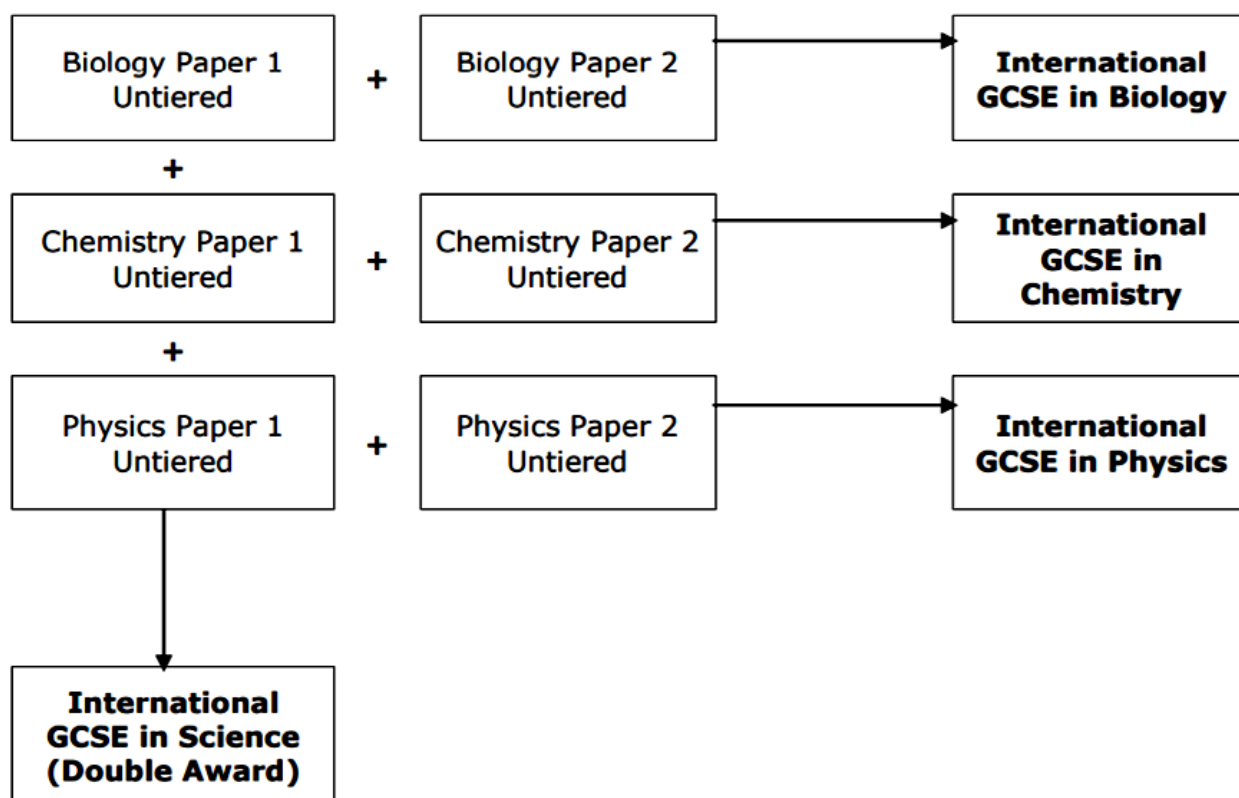 Biology Paper 1
Untiered
+
Biology Paper 2
Untiered
International
GCSE in Biology
+
Chemistry Paper 1
Untiered
+
Chemistry Paper 2
Untiered
International
GCSE in
Chemistry
+
Physics Paper 1
Untiered
+
Physics Paper 2
Untiered
International
GCSE in Physics
International
GCSE in Science
(Double Award)